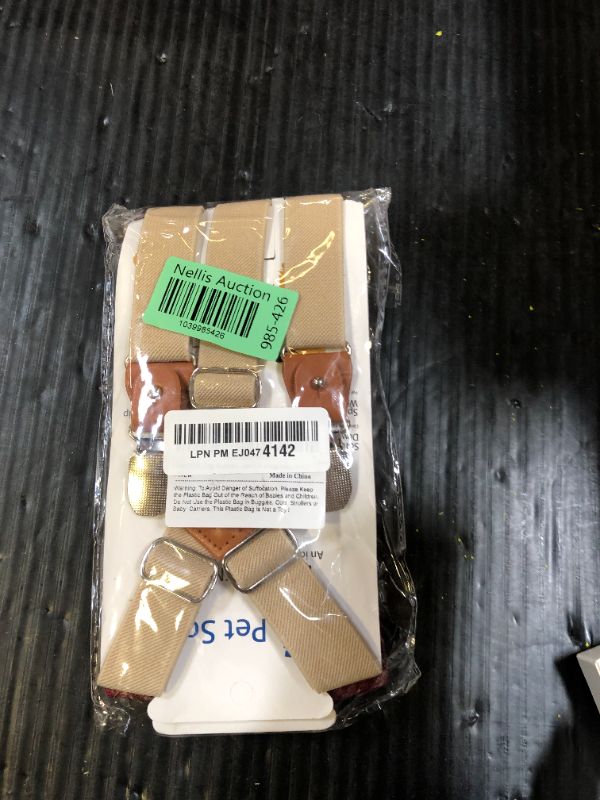 Nellis Auction
1039985426
985-426
LPN PM EJ047 4142
Made in China
Warning: To Avoid Danger of Suffocation, Please Keep
the Plastic Bag Out of the Reach of Babies and Children.
Do Not Use the Plastic Bag in Buggies, Cots, Strollers or
Baby Carriers. This Plastic Bag is Not a Toy!
An
Pet